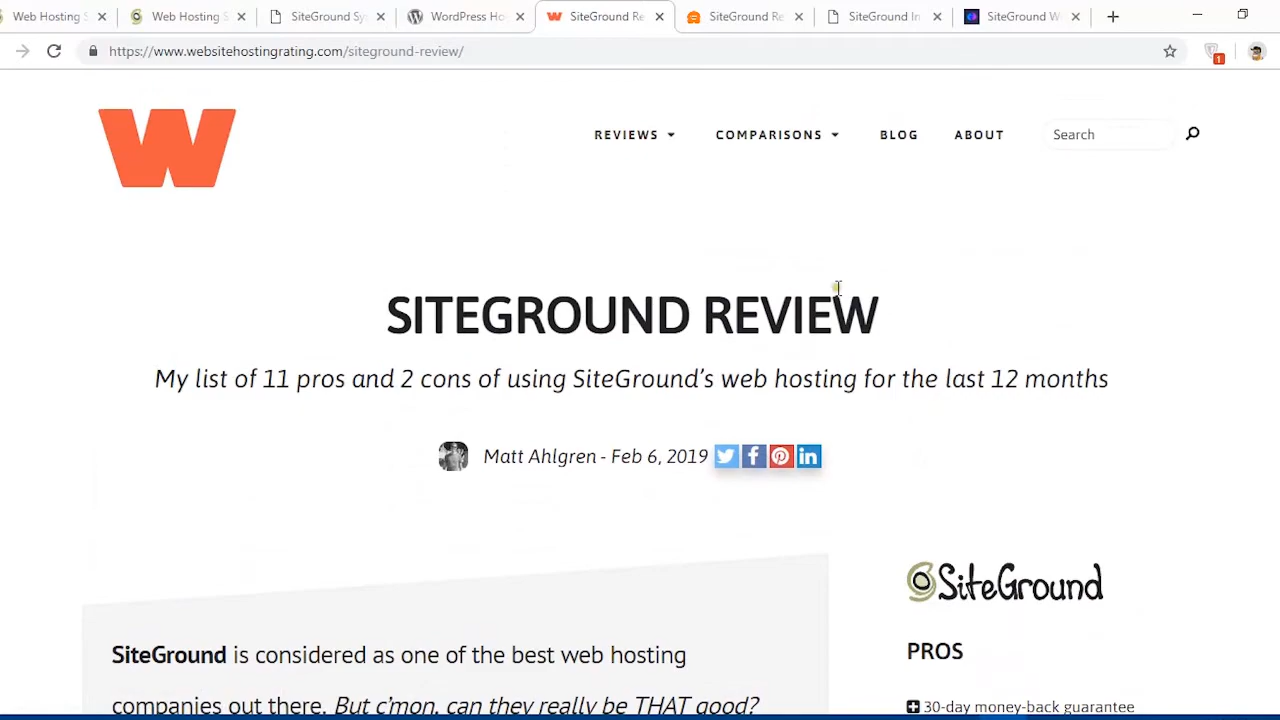 Web Hosting S
Web Hosting S
SiteGround Sy
WordPress Ho
SiteGround Re
SiteGround Re
SiteGround In
SiteGround W
https://www.websitehostingrating.com/siteground-review/
1
W
REVIEWS
COMPARISONS
BLOG
ABOUT
Search
SITEGROUND REVIEW
My list of 11 pros and 2 cons of using SiteGround's web hosting for the last 12 months
Matt Ahlgren - Feb 6, 2019
SiteGround is considered as one of the best web hosting
companies out there. But c'mon, can they really be THAT good?
SiteGround
PROS
30-day money-back guarantee